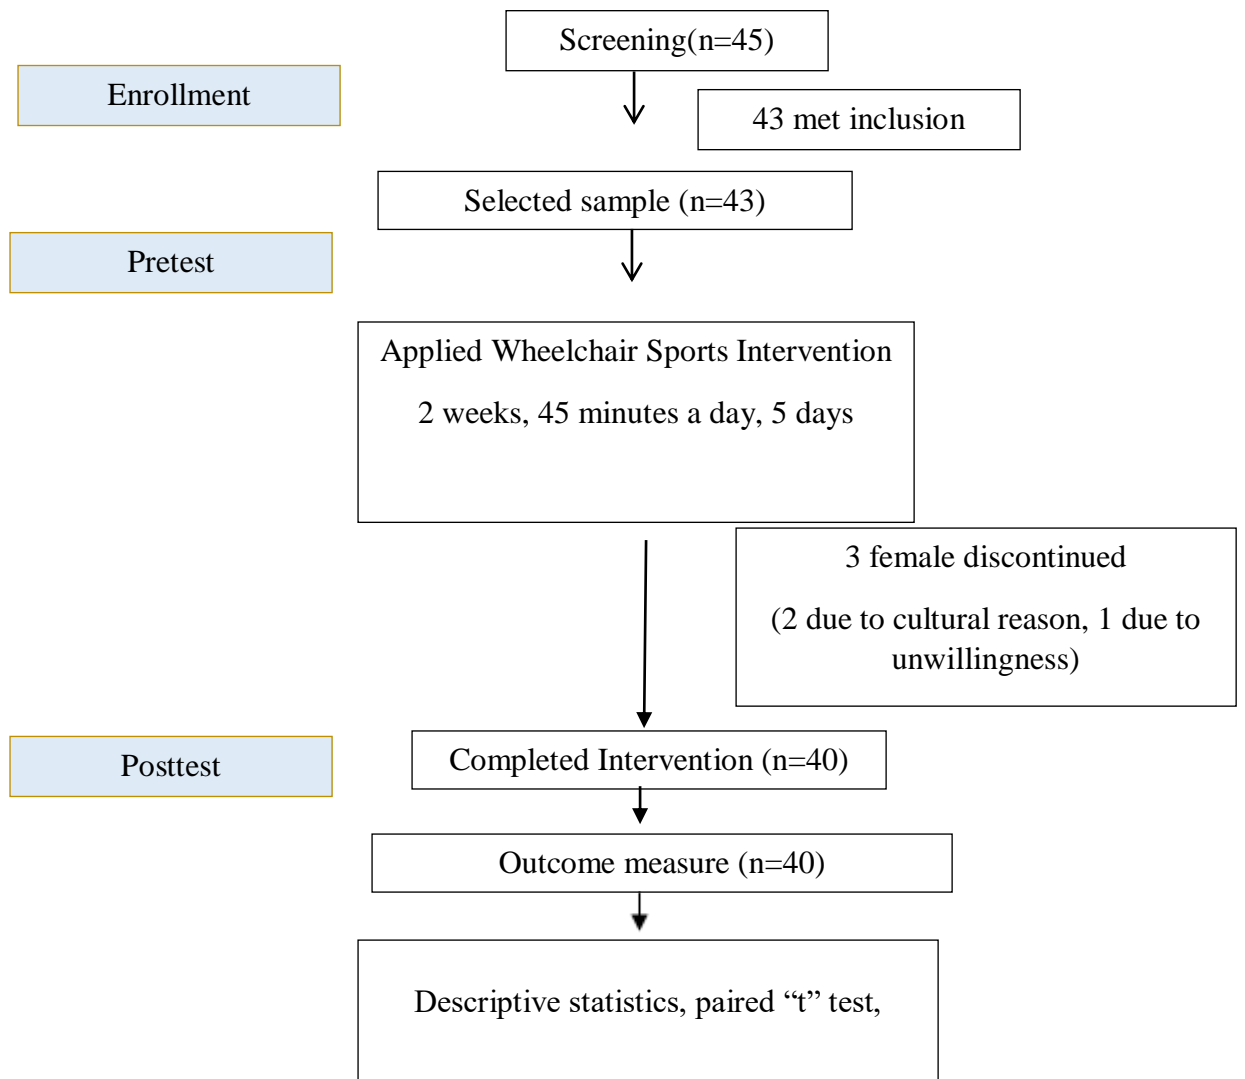 Screening(n=45)
Enrollment
43 met inclusion
Selected sample (n=43)
Pretest
Applied Wheelchair Sports Intervention
2 weeks, 45 minutes a day, 5 days
3 female discontinued
(2 due to cultural reason, 1 due to
unwillingness)
Posttest
Completed Intervention (n=40)
Outcome measure (n=40)
Descriptive statistics, paired “t” test,